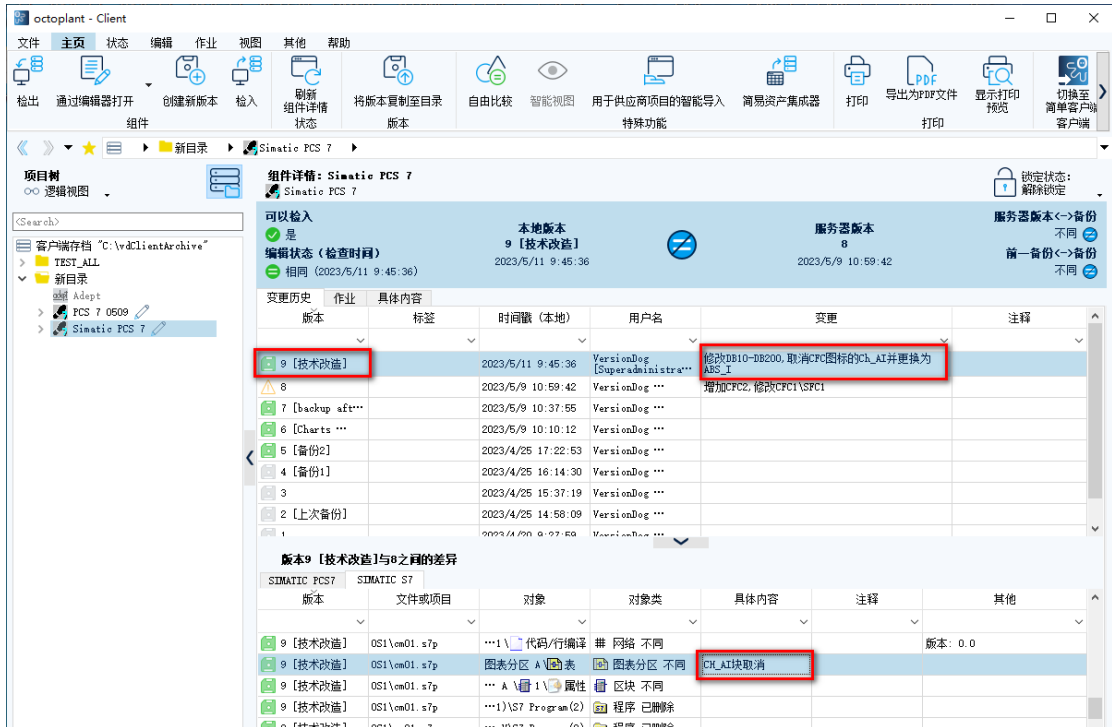 octoplant - Client
文件 主页 状态 编辑 作业 视图 其他 帮助
检出 通过编辑器打开 创建新版本 检入 刷新组件详情 将版本复制至目录 自由比较 智能视图 用于供应商项目的智能导入 简易资产集成器 打印 导出为PDF文件 显示打印预览 切换至简单客户端
组件 状态 版本 特殊功能 打印 客户端
新目录 Simatic PCS 7
项目树
逻辑视图
组件详情: Simatic PCS 7
Simatic PCS 7
锁定状态:
解除锁定
<Search>
客户端存档 "C:\vdClientArchive"
TEST_ALL
新目录
Adept
PCS 7 0509
Simatic PCS 7
可以检入
是
编辑状态 (检查时间)
相同 (2023/5/11 9:45:36)
本地版本
9 [技术改造]
2023/5/11 9:45:36
服务器版本
8
2023/5/9 10:59:42
服务器版本<->备份
不同
前一备份<->备份
不同
变更历史 作业 具体内容
版本 标签 时间戳 (本地) 用户名 变更 注释
9 [技术改造] 2023/5/11 9:45:36 VersionDog [Superadministra··· 修改DB10-DB200,取消CFC图标的Ch_AI并更换为ABS_I
8 2023/5/9 10:59:42 VersionDog ··· 增加CFC2,修改CFC1\SFC1
7 [backup aft··· 2023/5/9 10:37:55 VersionDog ···
6 [Charts ··· 2023/5/9 10:10:12 VersionDog ···
5 [备份2] 2023/4/25 17:22:53 VersionDog ···
4 [备份1] 2023/4/25 16:14:30 VersionDog ···
3 2023/4/25 15:37:19 VersionDog ···
2 [上次备份] 2023/4/25 14:58:09 VersionDog ···
1 2023/4/20 9:27:59 VersionDog ···
版本9 [技术改造]与8之间的差异
SIMATIC PCS7 SIMATIC S7
版本 文件或项目 对象 对象类 具体内容 注释 其他
9 [技术改造] OS1\cm01.s7p ···1\代码/行编译 网络 不同 版本: 0.0
9 [技术改造] OS1\cm01.s7p 图表分区 A\表 图表分区 不同 CH_AI块取消
9 [技术改造] OS1\cm01.s7p ··· A \1\属性 区块 不同
9 [技术改造] OS1\cm01.s7p ···1)\S7 Program(2) 程序 已删除